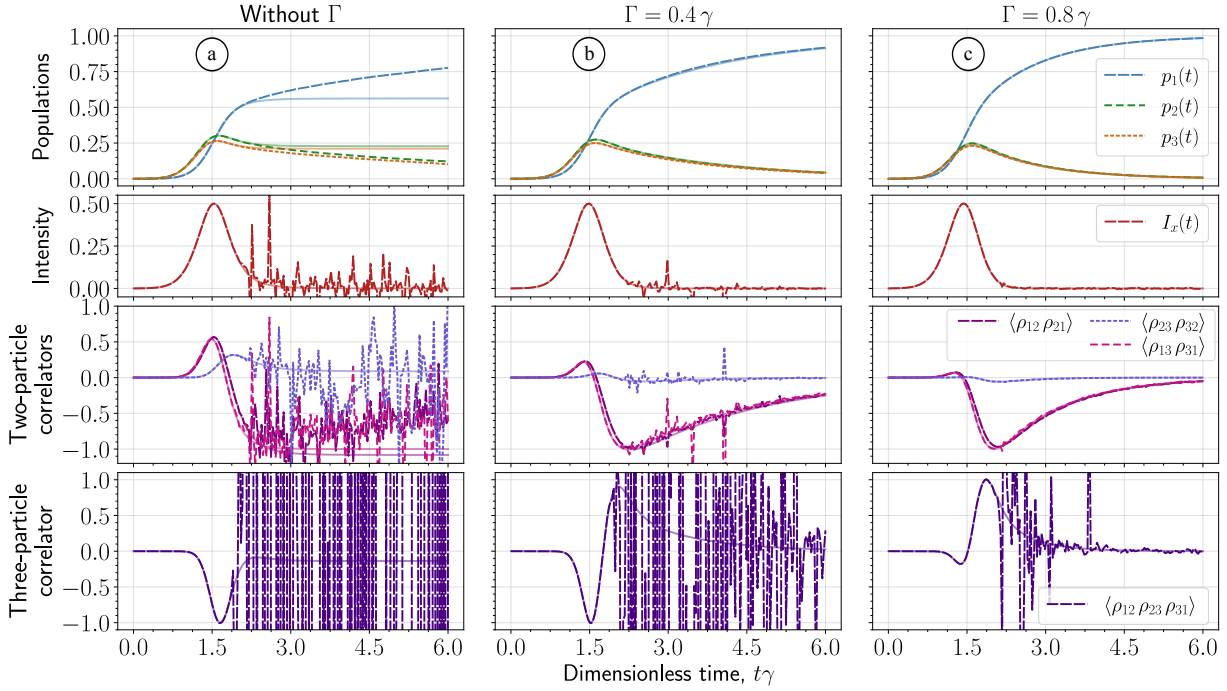 Without Γ
Γ = 0.4 γ
Γ = 0.8 γ
Populations
1.00
0.75
0.50
0.25
0.00
a
b
c
p₁(t)
p₂(t)
p₃(t)
Intensity
0.50
0.25
0.00
Iₓ(t)
Two-particle
correlators
1.0
0.5
0.0
−0.5
−1.0
⟨ρ₁₂ ρ₂₁⟩
⟨ρ₂₃ ρ₃₂⟩
⟨ρ₁₃ ρ₃₁⟩
Three-particle
correlator
1.0
0.5
0.0
−0.5
−1.0
⟨ρ₁₂ ρ₂₃ ρ₃₁⟩
0.0 1.5 3.0 4.5 6.0
0.0 1.5 3.0 4.5 6.0
0.0 1.5 3.0 4.5 6.0
Dimensionless time, tγ